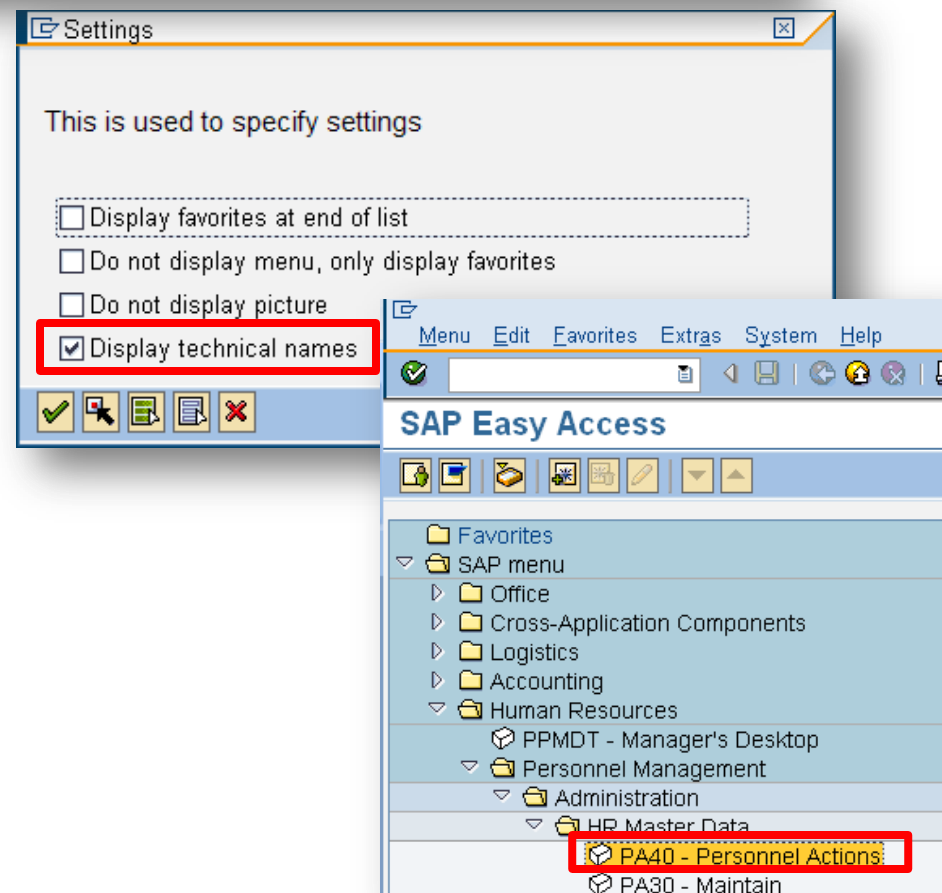 Settings
This is used to specify settings
Display favorites at end of list
Do not display menu, only display favorites
Do not display picture
Display technical names
Menu Edit Favorites Extras System Help
SAP Easy Access
Favorites
SAP menu
Office
Cross-Application Components
Logistics
Accounting
Human Resources
PPMDT - Manager's Desktop
Personnel Management
Administration
HR Master Data
PA40 - Personnel Actions
PA30 - Maintain